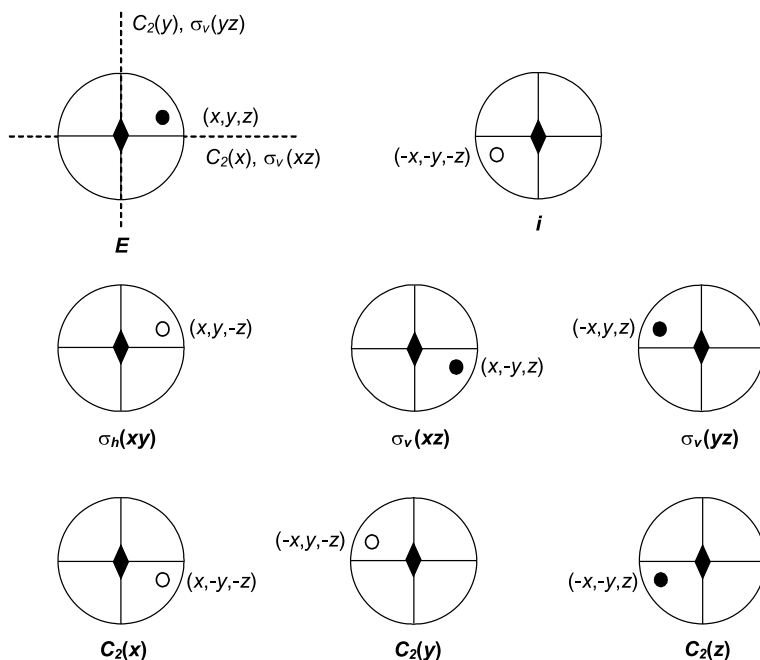 C₂(y), σᵥ(yz)
(x,y,z)
C₂(x), σᵥ(xz)
E
(-x,-y,-z)
i
(x,y,-z)
σₕ(xy)
(x,-y,z)
σᵥ(xz)
(-x,y,z)
σᵥ(yz)
(x,-y,-z)
C₂(x)
(-x,y,-z)
C₂(y)
(-x,-y,z)
C₂(z)